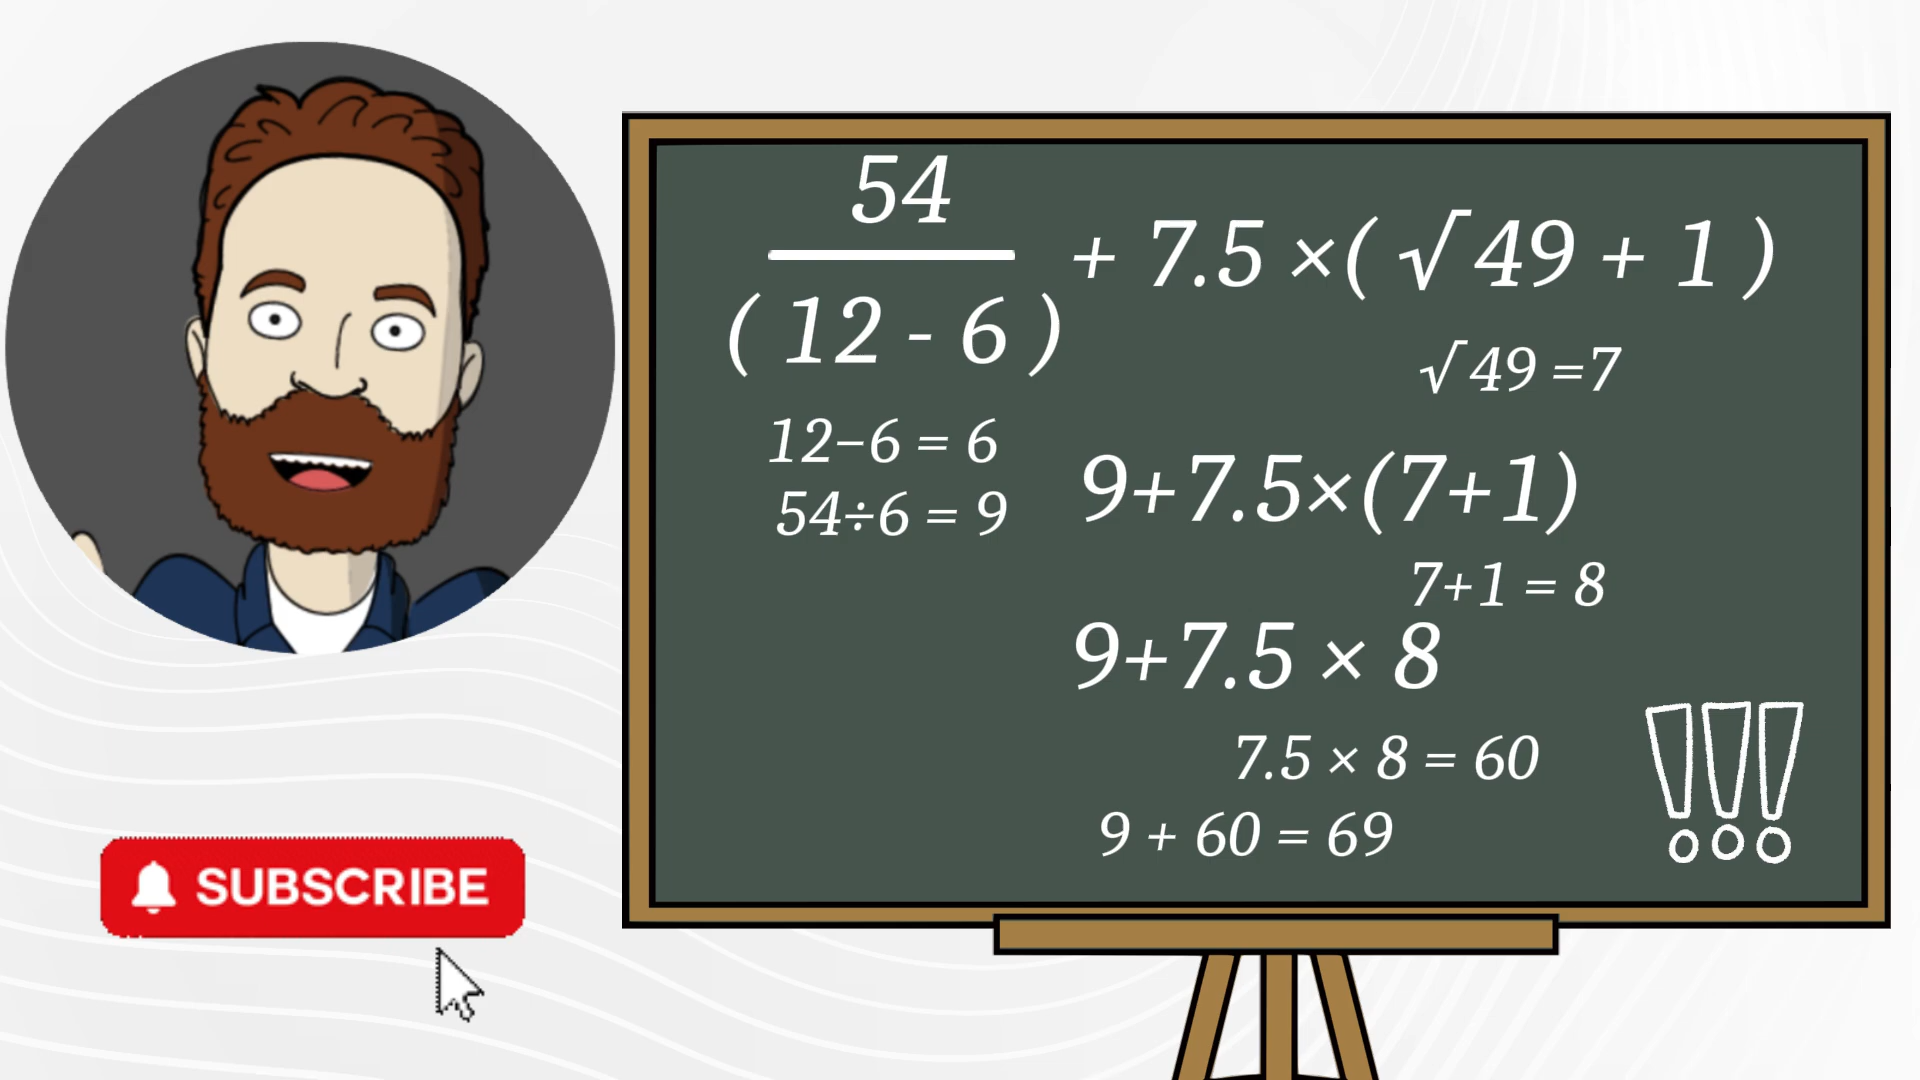 54
( 12 - 6 )
+ 7.5 ×( √49 + 1 )
√49 =7
12–6 = 6
54÷6 = 9
9+7.5×(7+1)
7+1 = 8
9+7.5 × 8
7.5 × 8 = 60
9 + 60 = 69
!!!
SUBSCRIBE